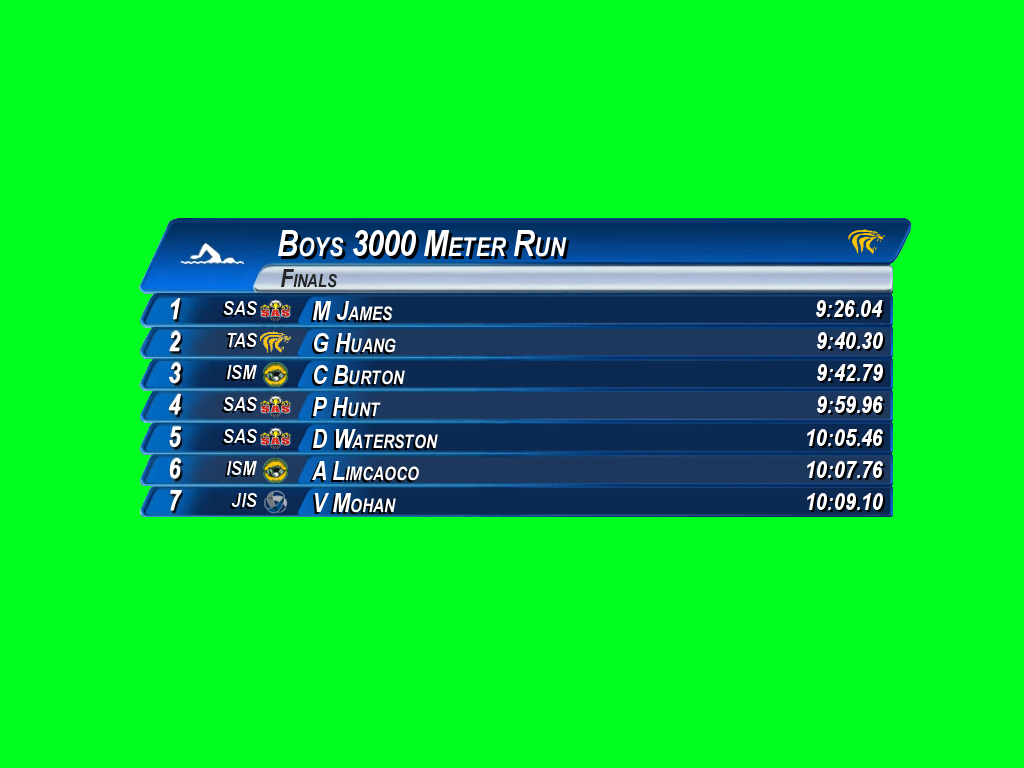 Boys 3000 Meter Run
Finals
1 SAS SAS M James 9:26.04
2 TAS G Huang 9:40.30
3 ISM C Burton 9:42.79
4 SAS SAS P Hunt 9:59.96
5 SAS SAS D Waterston 10:05.46
6 ISM A Limcaoco 10:07.76
7 JIS V Mohan 10:09.10